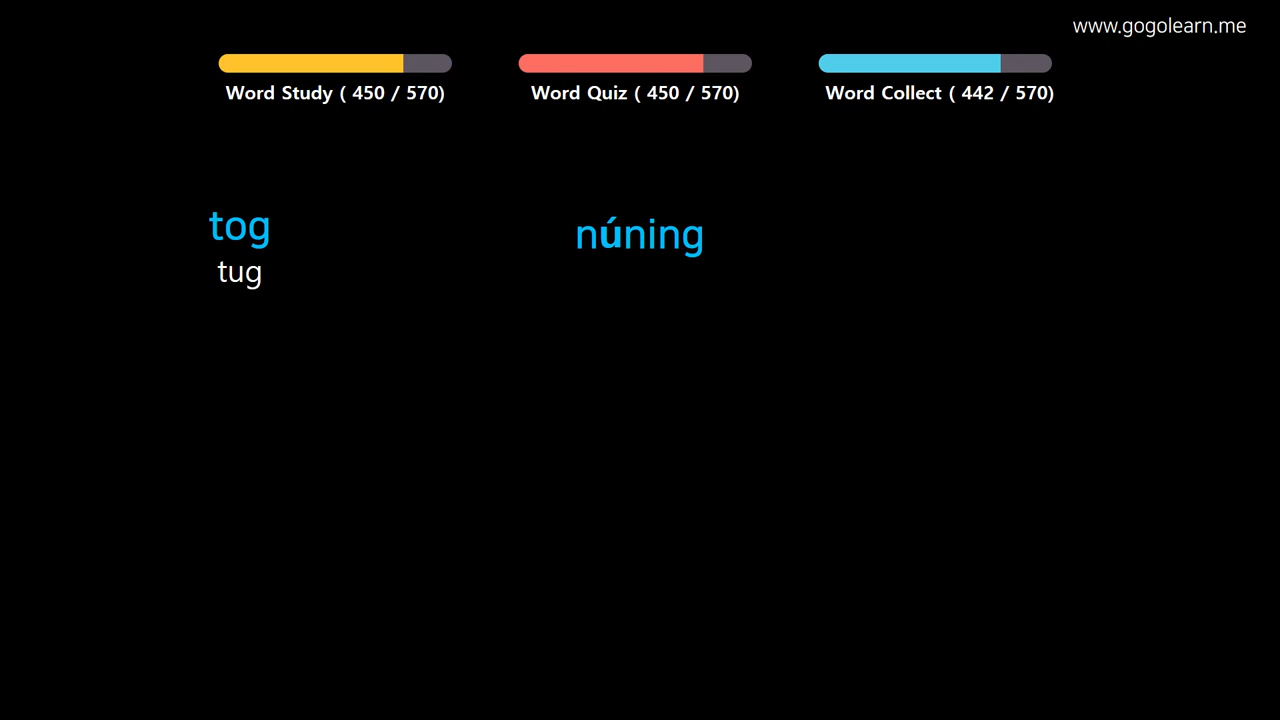 www.gogolearn.me
Word Study ( 450 / 570)
Word Quiz ( 450 / 570)
Word Collect ( 442 / 570)
tog
núning
tug